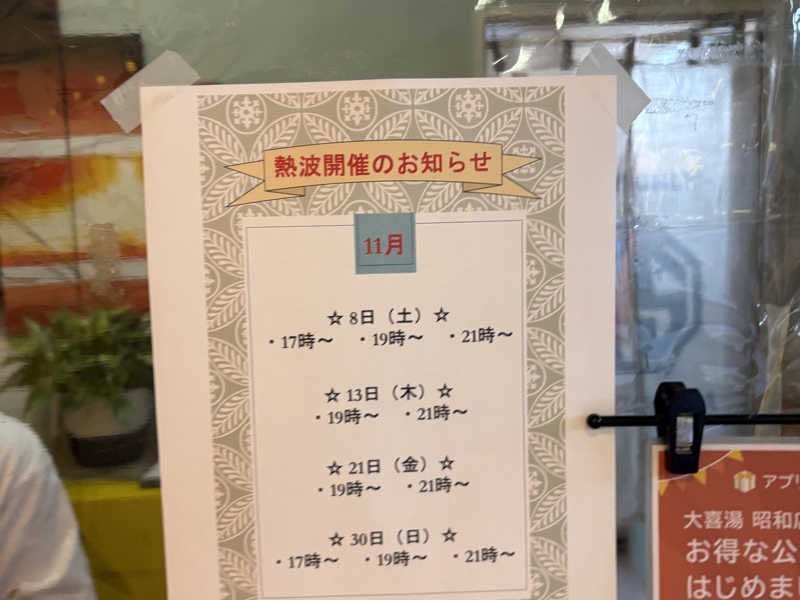 熱波開催のお知らせ
11月
☆ 8日（土）☆
・17時〜　・19時〜　・21時〜
☆ 13日（木）☆
・19時〜　・21時〜
☆ 21日（金）☆
・19時〜　・21時〜
☆ 30日（日）☆
・17時〜　・19時〜　・21時〜
アプリ
大喜湯 昭和店
お得な公
はじめま